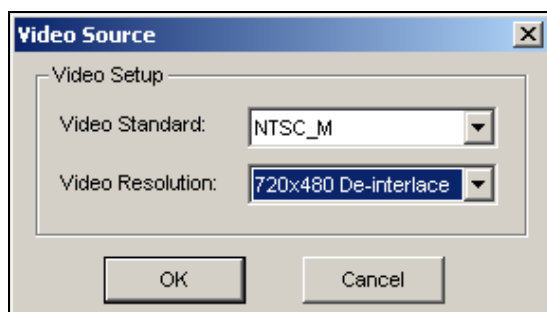 Video Source
Video Setup
Video Standard: NTSC_M
Video Resolution: 720x480 De-interlace
OK Cancel